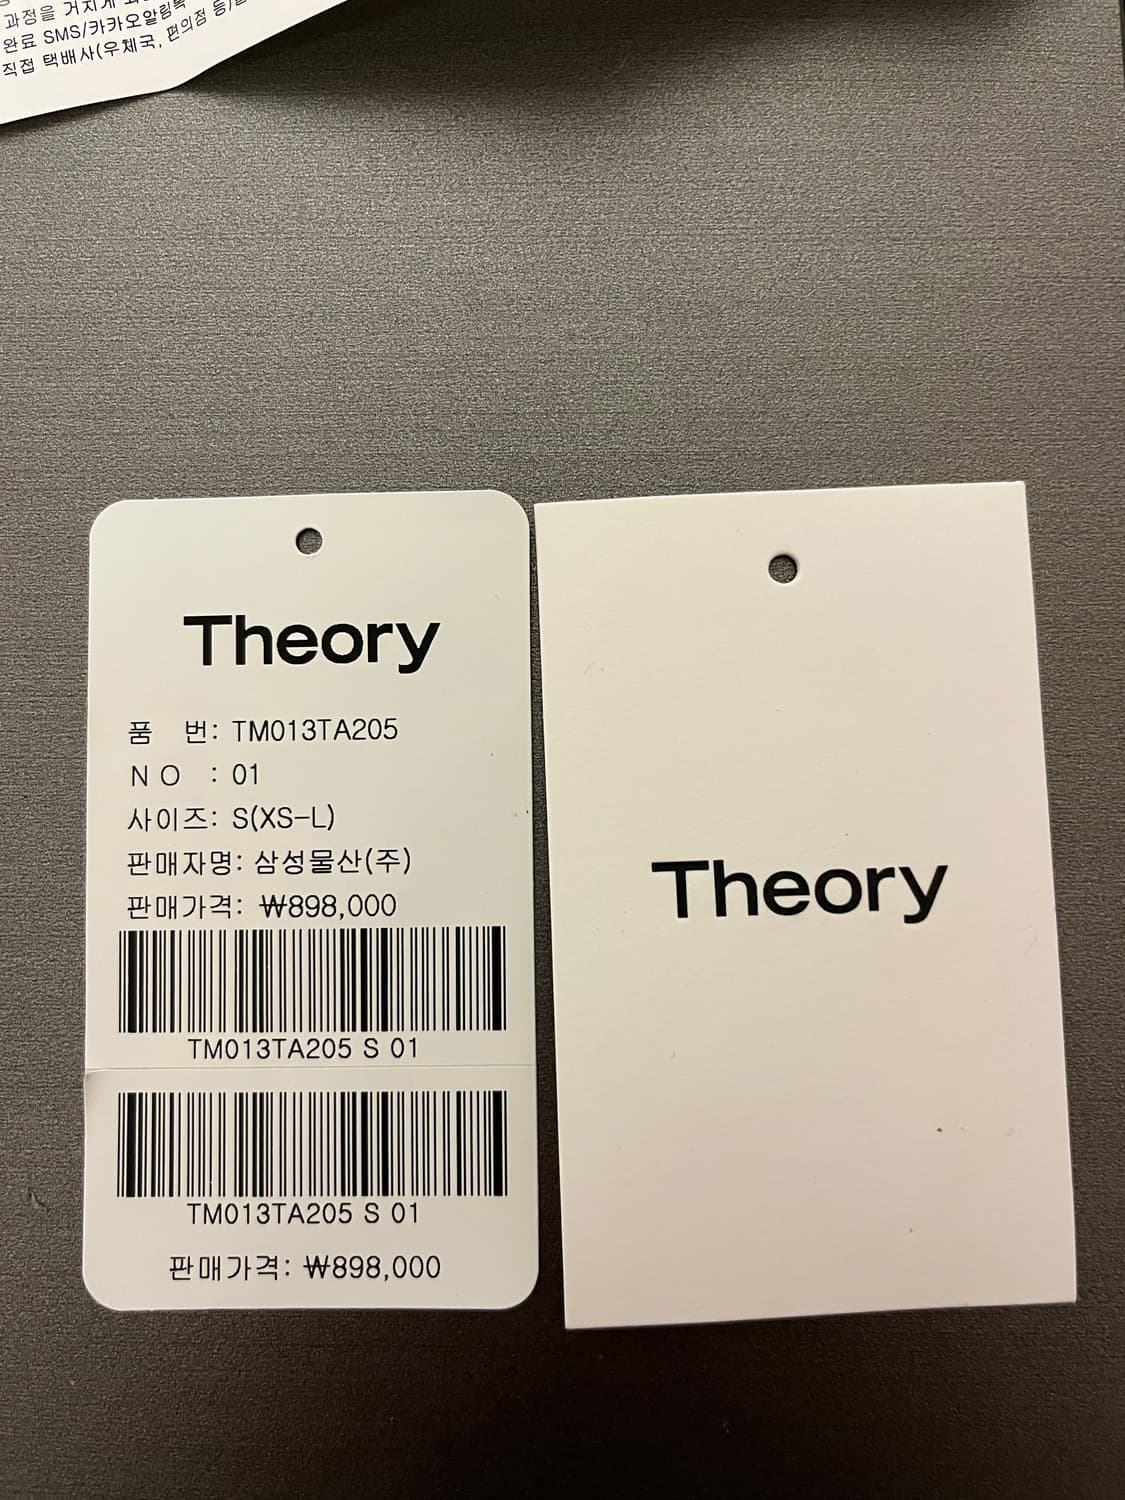 과정을 거치게
완료 SMS/카카오알림톡
직접 택배사(우체국, 편의점 등)
Theory
품 번: TM013TA205
NO : 01
사이즈: S(XS-L)
판매자명: 삼성물산(주)
판매가격: ₩898,000
TM013TA205 S 01
TM013TA205 S 01
판매가격: ₩898,000
Theory